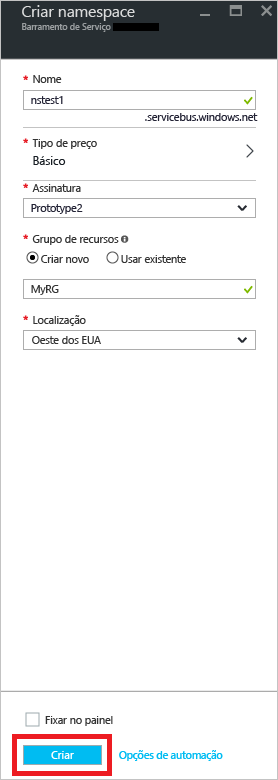 Criar namespace
Barramento de Serviço
* Nome
nstest1
.servicebus.windows.net
* Tipo de preço
Básico
* Assinatura
Prototype2
* Grupo de recursos
Criar novo Usar existente
MyRG
* Localização
Oeste dos EUA
Fixar no painel
Criar Opções de automação